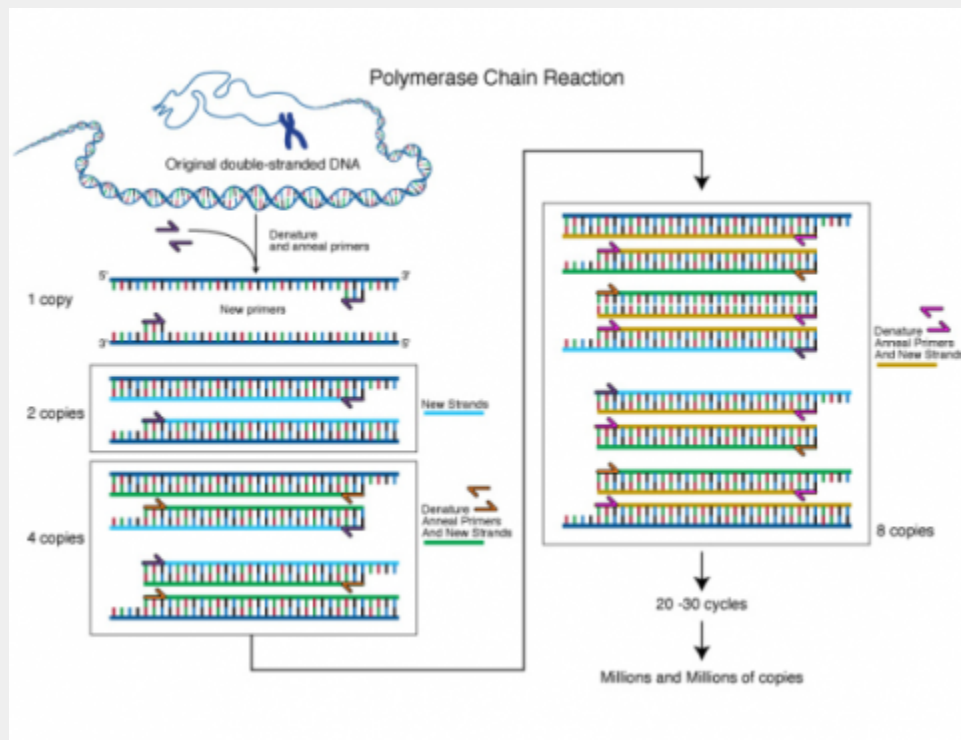 Polymerase Chain Reaction
Original double-stranded DNA
Denature
and anneal primers
5'
3'
1 copy
New primers
3'
5'
2 copies
New Strands
4 copies
Denature
Anneal Primers
And New Strands
Denature
Anneal Primers
And New Strands
8 copies
20 -30 cycles
Millions and Millions of copies